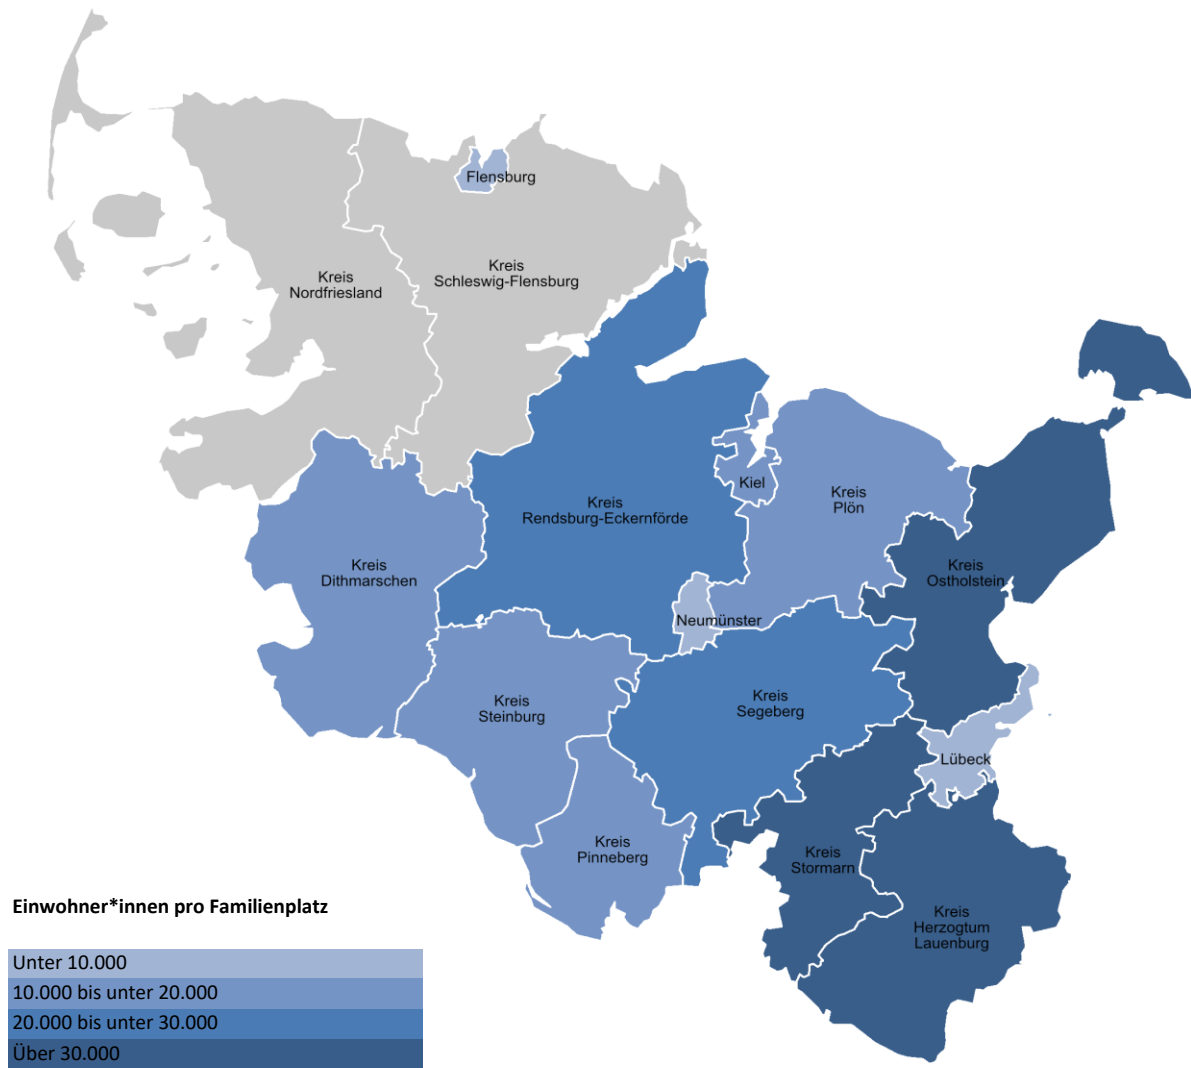 Flensburg
Kreis
Nordfriesland
Kreis
Schleswig-Flensburg
Kreis
Rendsburg-Eckernförde
Kiel
Kreis
Plön
Kreis
Dithmarschen
Kreis
Ostholstein
Neumünster
Kreis
Steinburg
Kreis
Segeberg
Lübeck
Kreis
Pinneberg
Kreis
Stormarn
Kreis
Herzogtum
Lauenburg
Einwohner*innen pro Familienplatz
Unter 10.000
10.000 bis unter 20.000
20.000 bis unter 30.000
Über 30.000